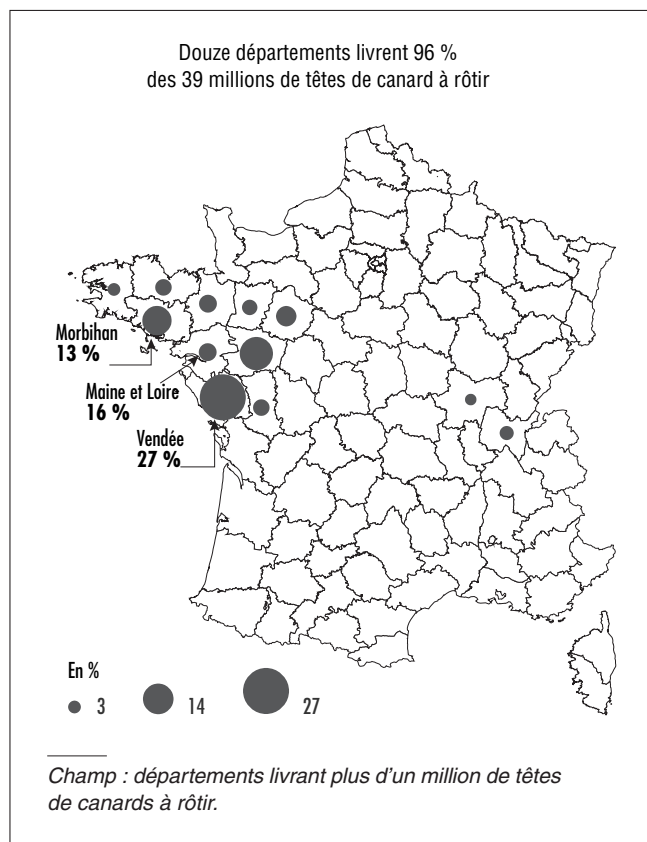 Douze départements livrent 96 %
des 39 millions de têtes de canard à rôtir
Morbihan
13 %
Maine et Loire
16 %
Vendée
27 %
En %
3
14
27
Champ : départements livrant plus d'un million de têtes
de canards à rôtir.